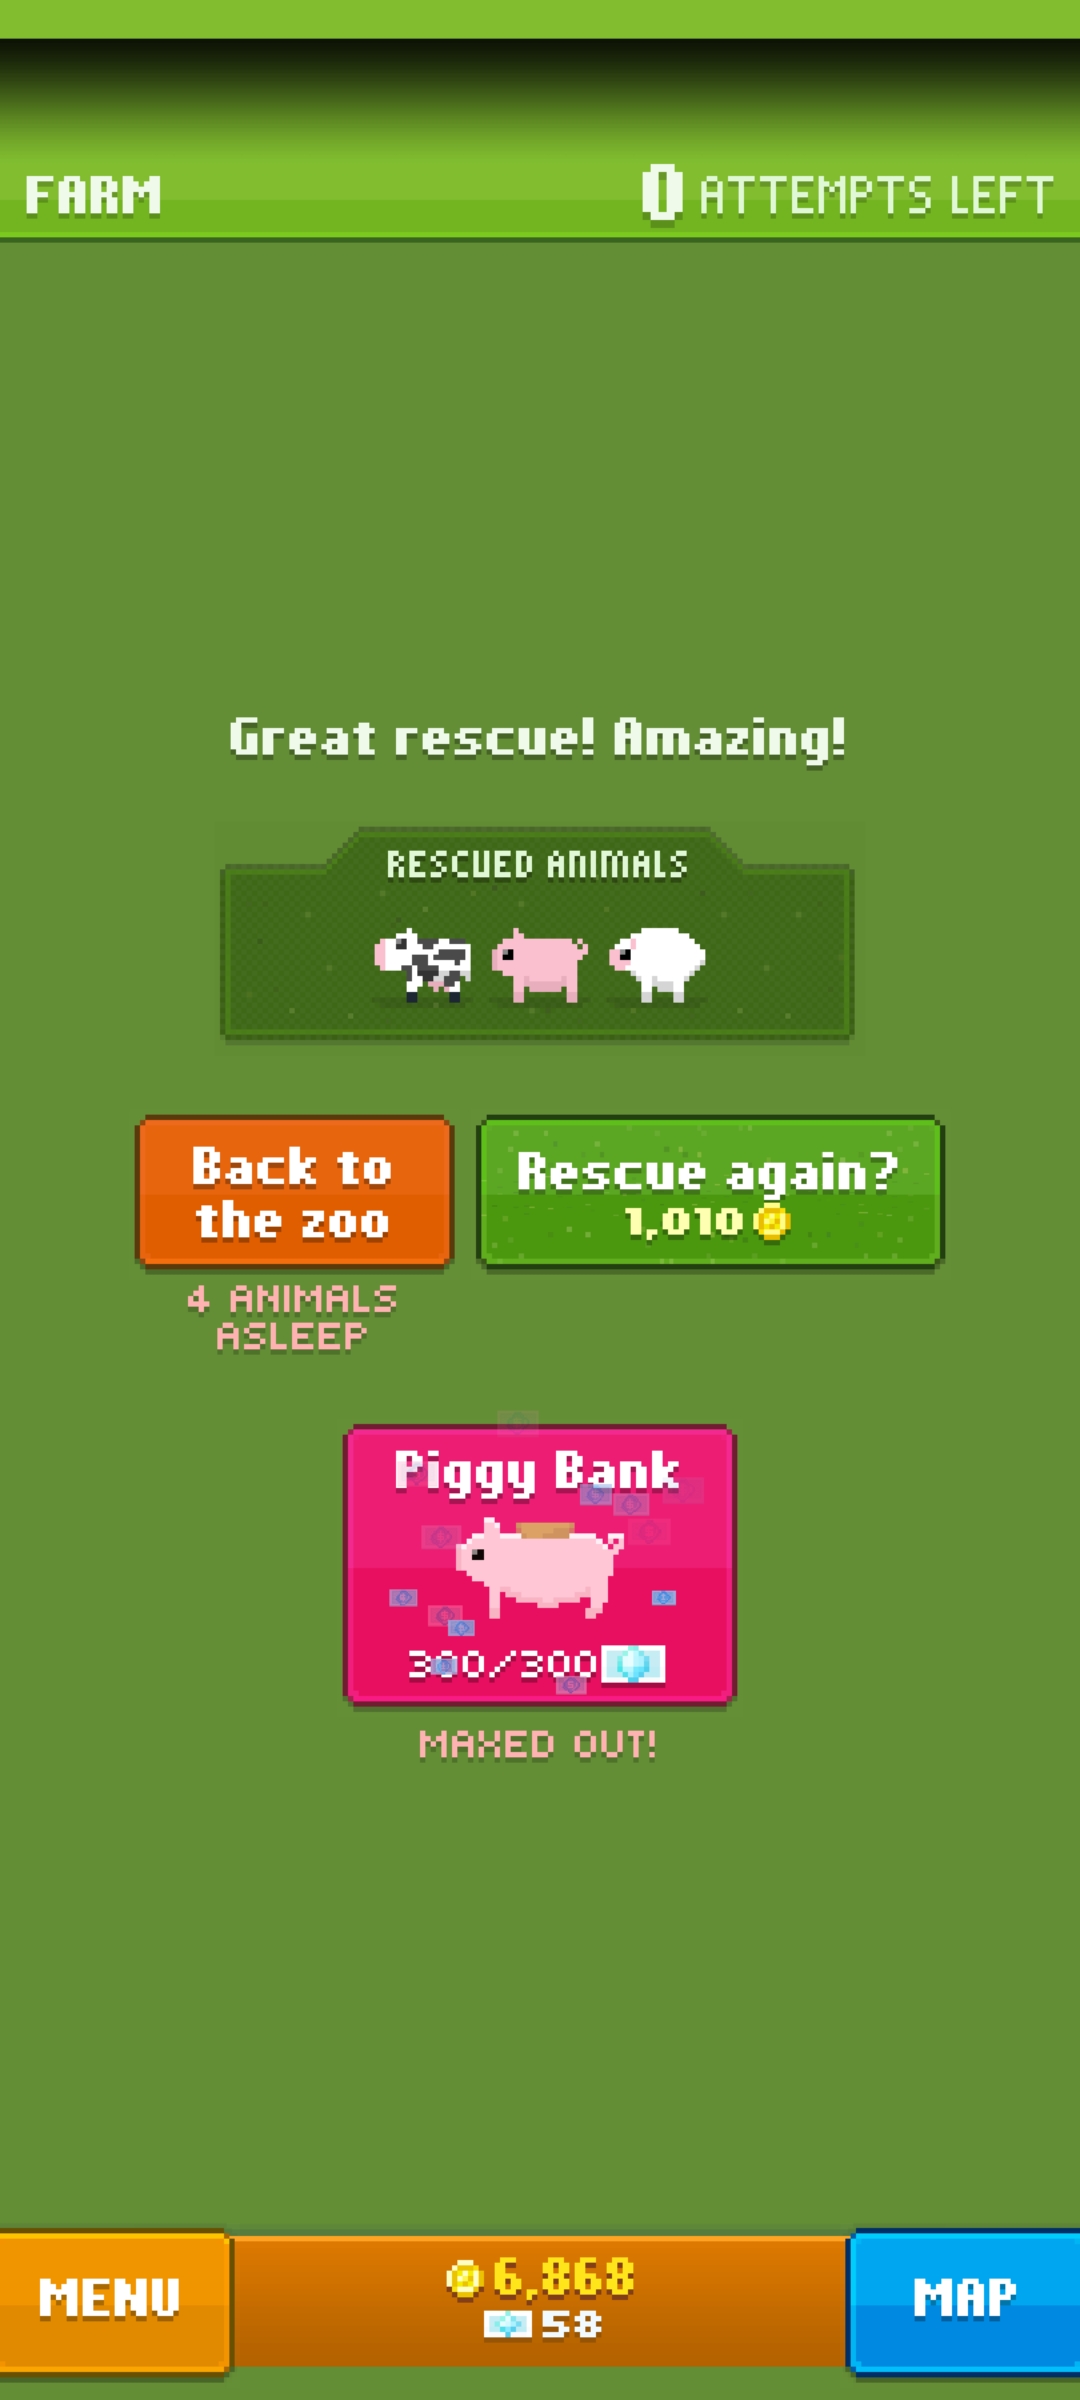 FARM
0 ATTEMPTS LEFT
Great rescue! Amazing!
RESCUED ANIMALS
Back to
the zoo
Rescue again?
1,010
4 ANIMALS
ASLEEP
Piggy Bank
300/300
MAXED OUT!
MENU
6,868
58
MAP